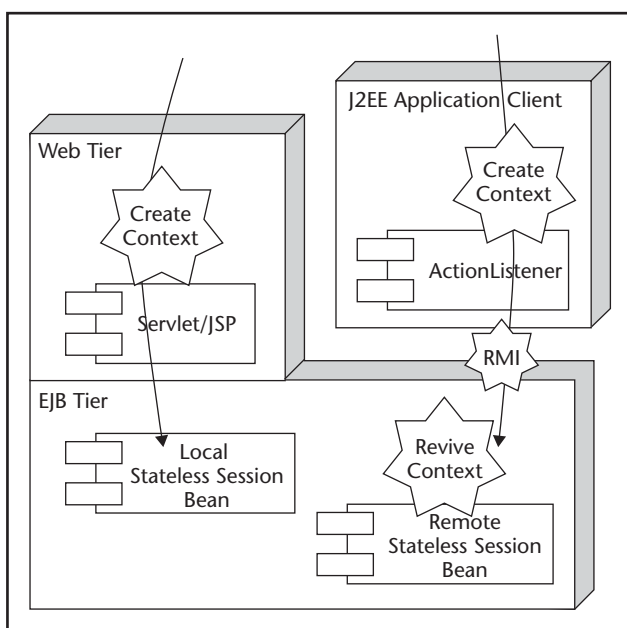 J2EE Application Client
Web Tier
Create
Context
Create
Context
ActionListener
Servlet/JSP
RMI
EJB Tier
Local
Stateless Session
Bean
Revive
Context
Remote
Stateless Session
Bean